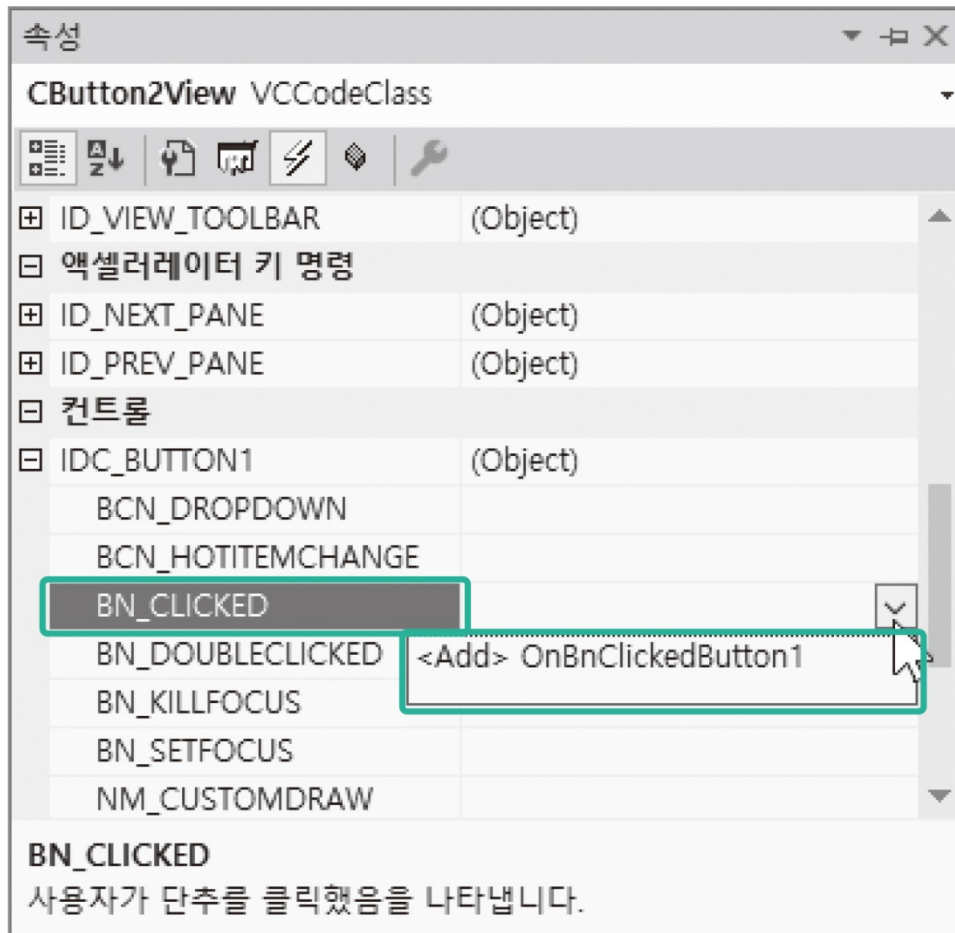 속성
CButton2View VCCodeClass
ID_VIEW_TOOLBAR (Object)
액셀러레이터 키 명령
ID_NEXT_PANE (Object)
ID_PREV_PANE (Object)
컨트롤
IDC_BUTTON1 (Object)
BCN_DROPDOWN
BCN_HOTITEMCHANGE
BN_CLICKED
BN_DOUBLECLICKED <Add> OnBnClickedButton1
BN_KILLFOCUS
BN_SETFOCUS
NM_CUSTOMDRAW
BN_CLICKED
사용자가 단추를 클릭했음을 나타냅니다.